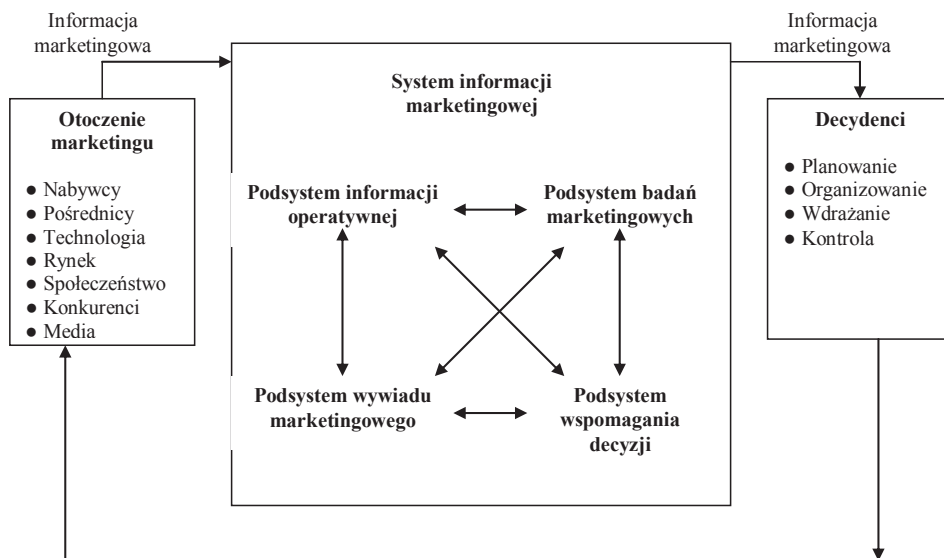 Informacja
marketingowa
Informacja
marketingowa
System informacji
marketingowej
Otoczenie
marketingu
● Nabywcy
● Pośrednicy
● Technologia
● Rynek
● Społeczeństwo
● Konkurenci
● Media
Podsystem informacji
operatywnej
Podsystem badań
marketingowych
Podsystem wywiadu
marketingowego
Podsystem
wspomagania
decyzji
Decydenci
● Planowanie
● Organizowanie
● Wdrażanie
● Kontrola